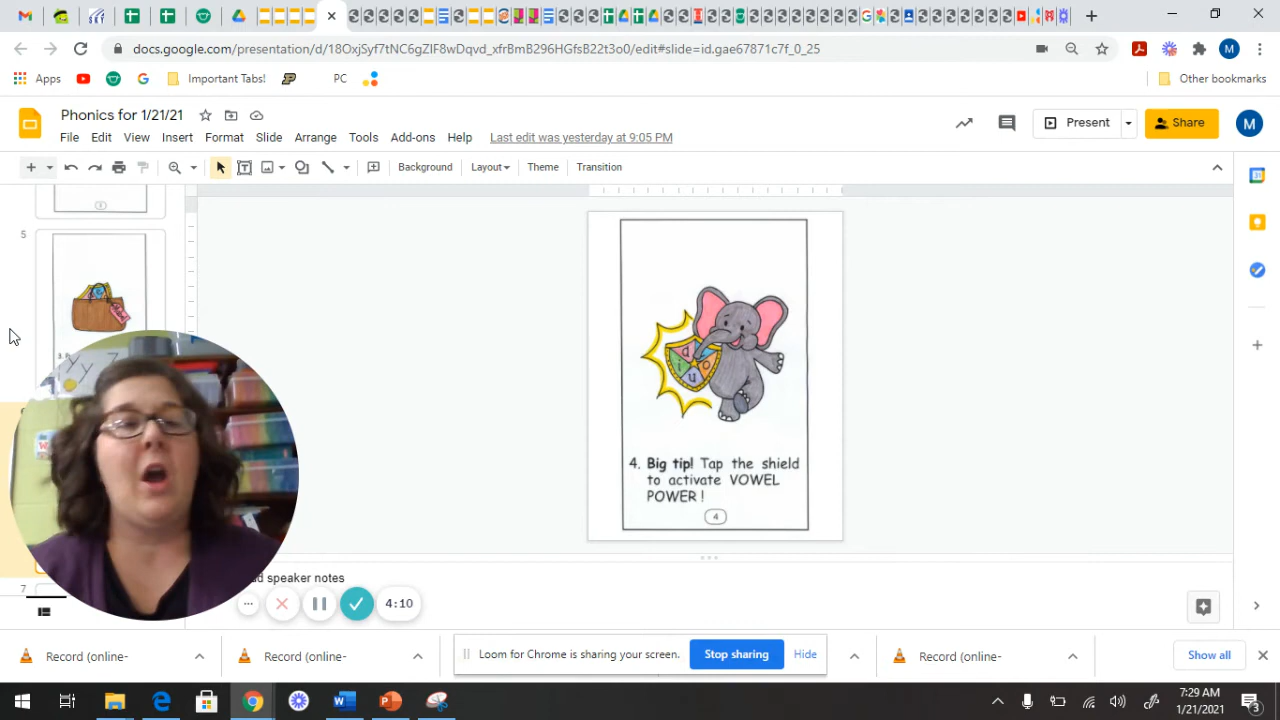 docs.google.com/presentation/d/18OxjSyf7tNC6gZIF8wDqvd_xfrBmB296HGfsB22t3o0/edit#slide=id.gae67871c7f_0_25
M
Apps
Important Tabs!
PC
Other bookmarks
Phonics for 1/21/21
File Edit View Insert Format Slide Arrange Tools Add-ons Help Last edit was yesterday at 9:05 PM
Present
Share
M
Background Layout Theme Transition
5
7
a
i
o
u
4. Big tip! Tap the shield
to activate VOWEL
POWER !
4
Yy Z
speaker notes
4:10
Record (online-
Record (online-
Loom for Chrome is sharing your screen.
Stop sharing
Hide
Record (online-
Show all
7:29 AM
1/21/2021
3